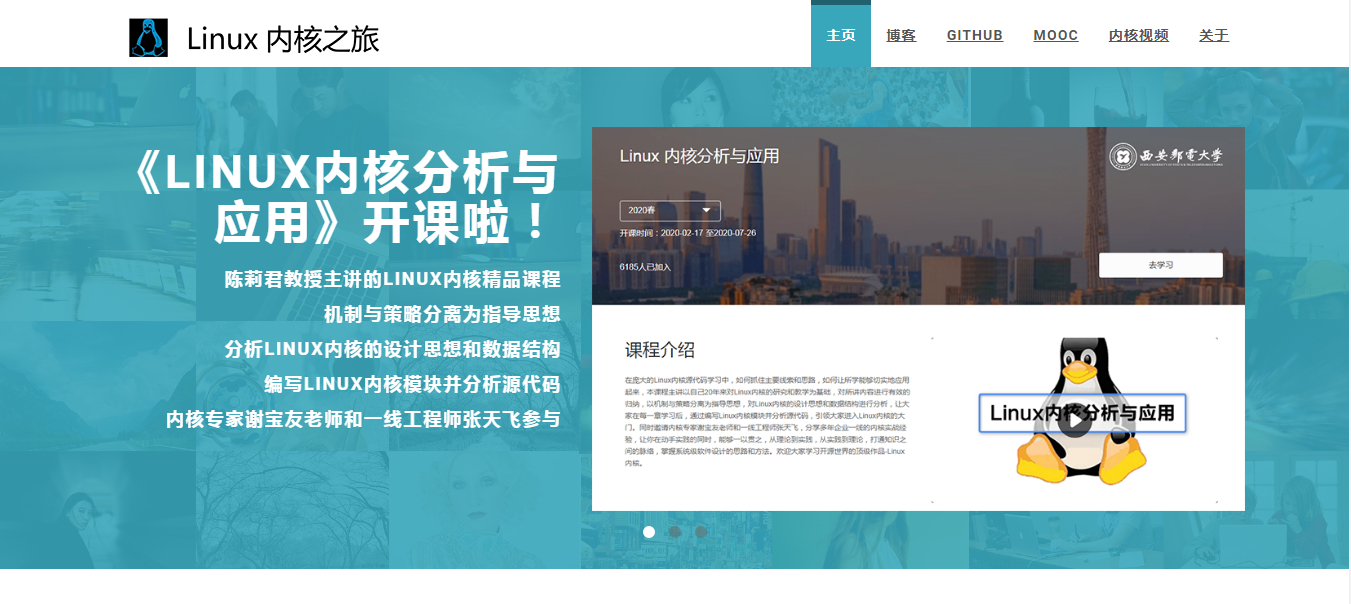 Linux 内核之旅
主页 博客 GITHUB MOOC 内核视频 关于
《LINUX内核分析与
应用》开课啦！
陈莉君教授主讲的LINUX内核精品课程
机制与策略分离为指导思想
分析LINUX内核的设计思想和数据结构
编写LINUX内核模块并分析源代码
内核专家谢宝友老师和一线工程师张天飞参与
Linux 内核分析与应用
西安邮电大学
2020春
开课时间：2020-02-17 至2020-07-26
6185人已加入
去学习
课程介绍
在庞大的Linux内核源代码学习中，如何抓住主要线索和思路，如何让所学能够切实地应用
起来，本课程主讲以自己20年来对Linux内核的研究和教学为基础，对所讲内容进行有效的
归纳，以机制与策略分离为指导思想，对Linux内核的设计思想和数据结构进行分析，让大
家在每一章学习后，通过编写Linux内核模块并分析源代码，引领大家进入Linux内核的大
门。同时邀请内核专家谢宝友老师和一线工程师张天飞，分享多年企业一线的内核实战经
验，让你在动手实践的同时，能够一以贯之，从理论到实践，从实践到理论，打通知识之
间的脉络，掌握系统级软件设计的思路和方法。欢迎大家学习开源世界的顶级作品-Linux
内核。
Linux内核分析与应用